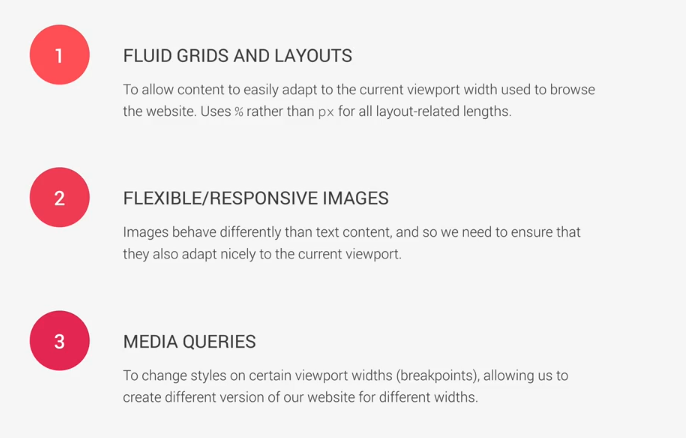 1
FLUID GRIDS AND LAYOUTS
To allow content to easily adapt to the current viewport width used to browse
the website. Uses % rather than px for all layout-related lengths.
2
FLEXIBLE/RESPONSIVE IMAGES
Images behave differently than text content, and so we need to ensure that
they also adapt nicely to the current viewport.
3
MEDIA QUERIES
To change styles on certain viewport widths (breakpoints), allowing us to
create different version of our website for different widths.